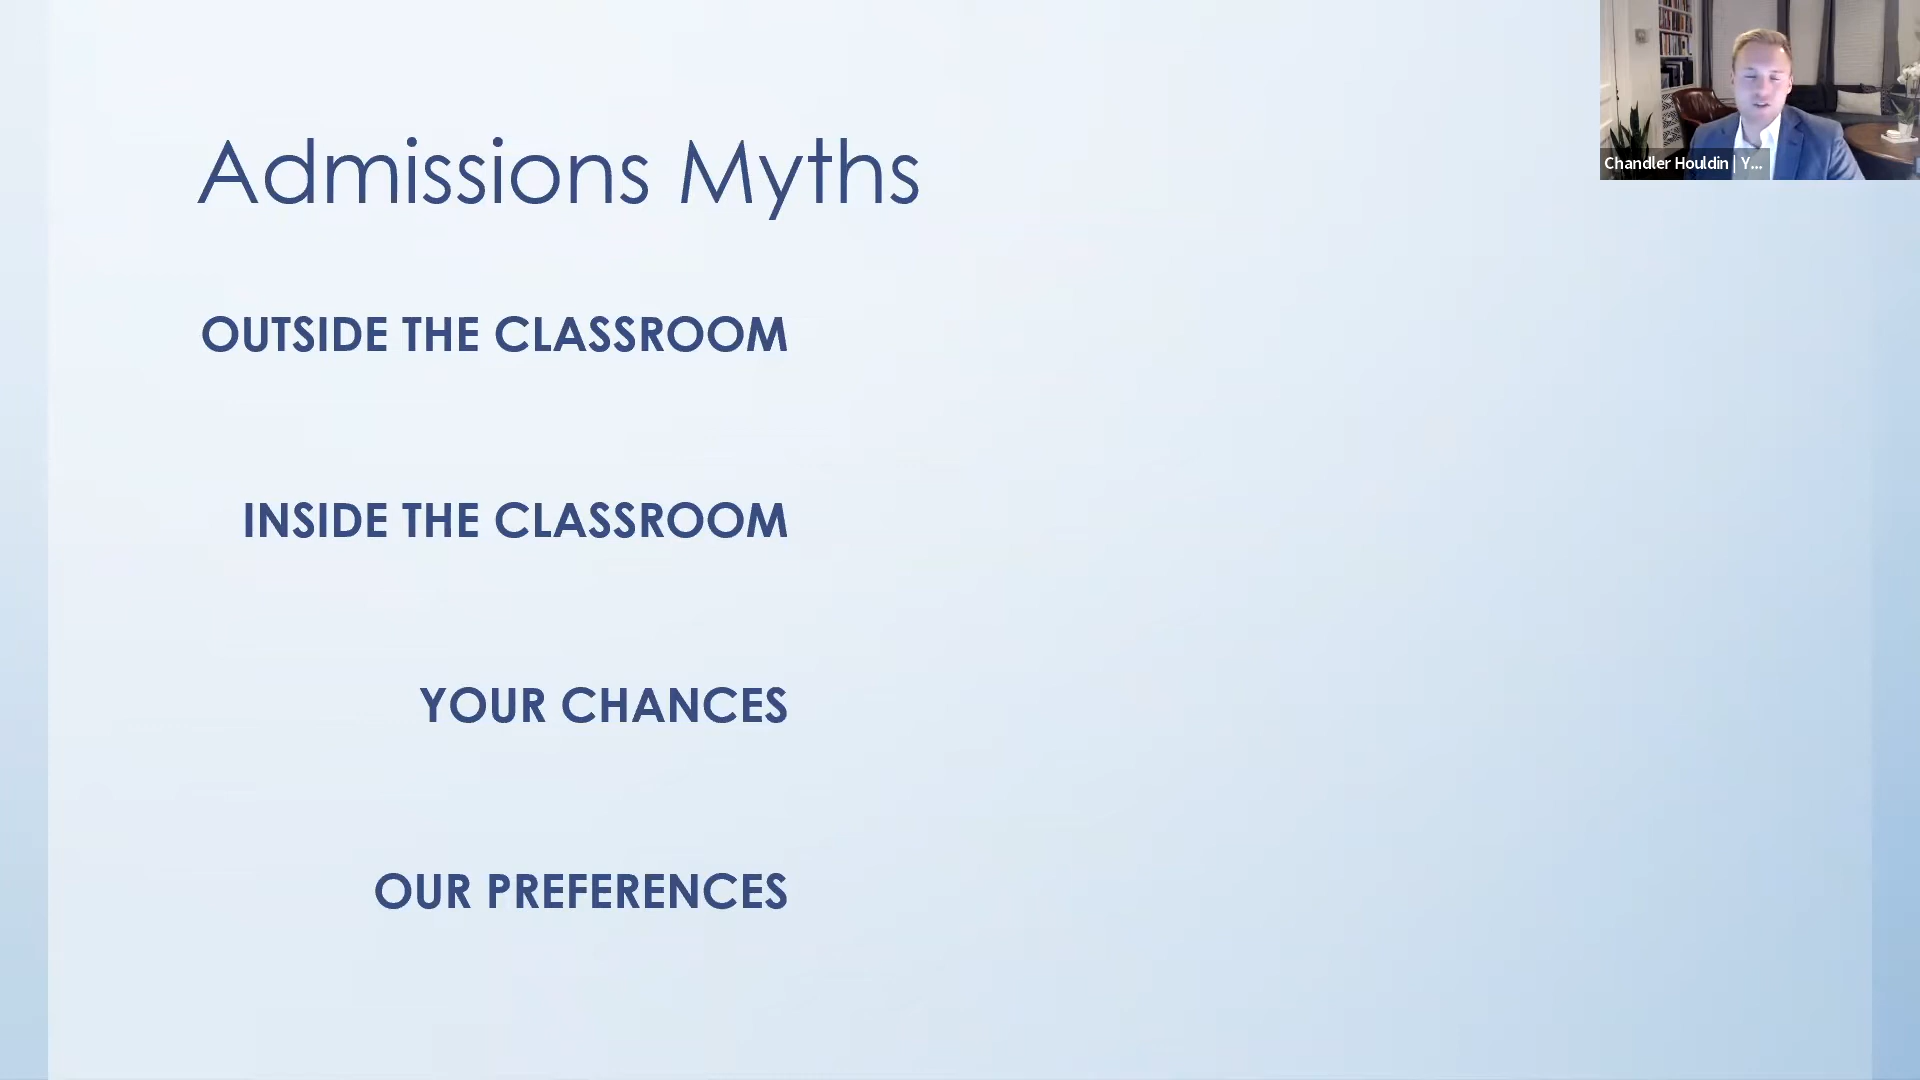 Admissions Myths
Chandler Houldin | Y...
OUTSIDE THE CLASSROOM
INSIDE THE CLASSROOM
YOUR CHANCES
OUR PREFERENCES